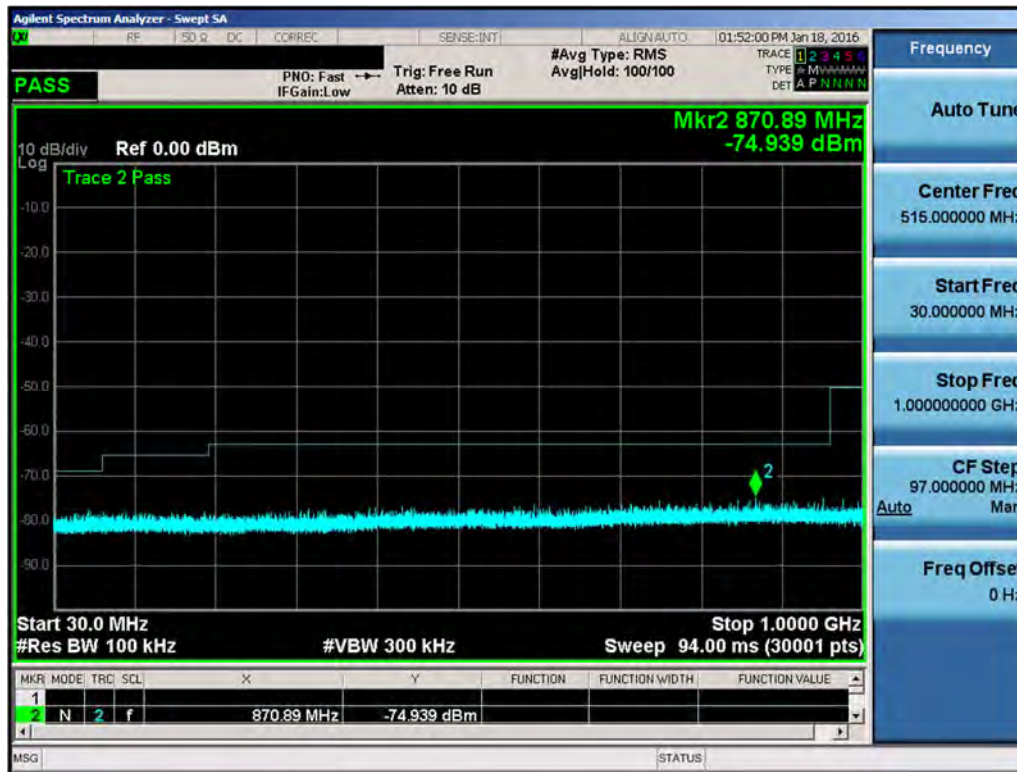 Agilent Spectrum Analyzer - Swept SA
RF 50 Ω DC CORREC SENSE:INT ALIGNAUTO 01:52:00 PM Jan 18, 2016
PASS
PNO: Fast
IFGain:Low
Trig: Free Run
Atten: 10 dB
#Avg Type: RMS
Avg|Hold: 100/100
TRACE 1 2 3 4 5 6
TYPE
DET A P N N N N
Mkr2 870.89 MHz
-74.939 dBm
10 dB/div Ref 0.00 dBm
Log
Trace 2 Pass
-10.0
-20.0
-30.0
-40.0
-50.0
-60.0
-70.0
-80.0
-90.0
2
Start 30.0 MHz Stop 1.0000 GHz
#Res BW 100 kHz #VBW 300 kHz Sweep 94.00 ms (30001 pts)
MKR MODE TRC SCL X Y FUNCTION FUNCTION WIDTH FUNCTION VALUE
1
2 N 2 f 870.89 MHz -74.939 dBm
MSG STATUS
Frequency
Auto Tune
Center Freq
515.000000 MHz
Start Freq
30.000000 MHz
Stop Freq
1.000000000 GHz
CF Step
97.000000 MHz
Auto Man
Freq Offset
0 Hz